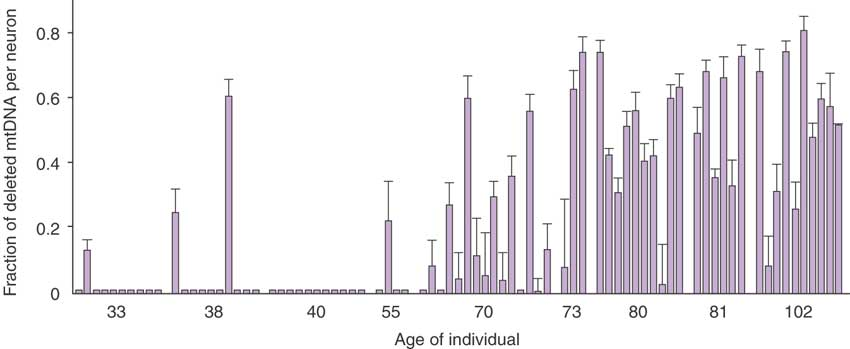 Fraction of deleted mtDNA per neuron
0.8
0.6
0.4
0.2
0
33 38 40 55 70 73 80 81 102
Age of individual